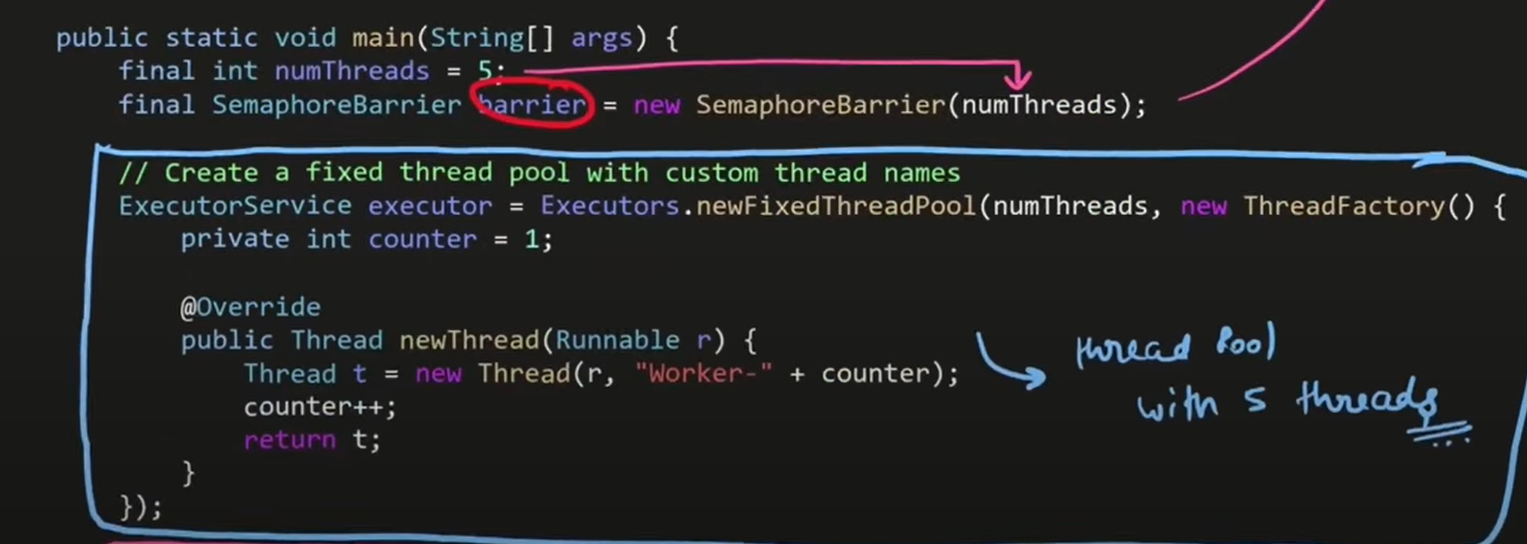 public static void main(String[] args) {
final int numThreads = 5;
final SemaphoreBarrier barrier = new SemaphoreBarrier(numThreads);
// Create a fixed thread pool with custom thread names
ExecutorService executor = Executors.newFixedThreadPool(numThreads, new ThreadFactory() {
private int counter = 1;
@Override
public Thread newThread(Runnable r) {
Thread t = new Thread(r, "Worker-" + counter);
counter++;
return t;
}
});
thread Pool
with 5 threads